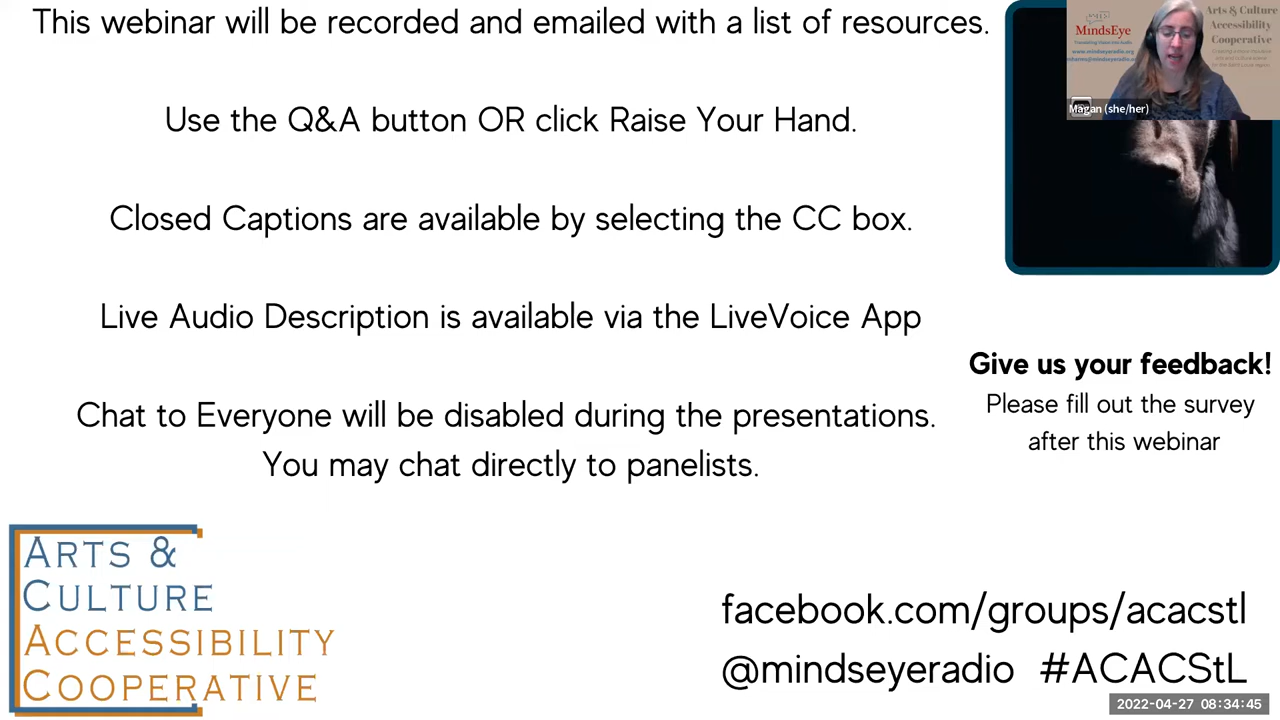 This webinar will be recorded and emailed with a list of resources.
Use the Q&A button OR click Raise Your Hand.
Closed Captions are available by selecting the CC box.
Live Audio Description is available via the LiveVoice App
Chat to Everyone will be disabled during the presentations.
You may chat directly to panelists.
MindsEye
www.mindseyeradio.org
Arts & Culture
Accessibility
Cooperative
Magan (she/her)
Give us your feedback!
Please fill out the survey
after this webinar
ARTS &
CULTURE
ACCESSIBILITY
COOPERATIVE
facebook.com/groups/acacstl
@mindseyeradio #ACACStL
2022-04-27 08:34:45